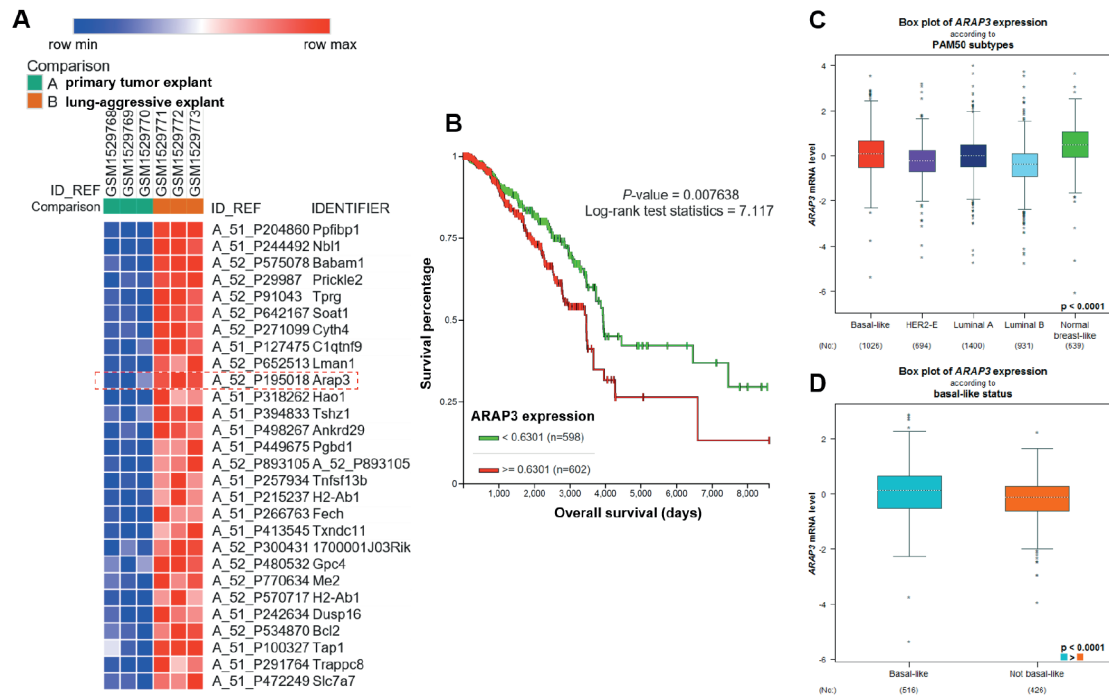 A
row min row max
Comparison
A primary tumor explant
B lung-aggressive explant
GSM1529768
GSM1529769
GSM1529770
GSM1529771
GSM1529772
GSM1529773
ID_REF
Comparison
ID_REF IDENTIFIER
A_51_P204860 Ppfibp1
A_51_P244492 Nbl1
A_52_P575078 Babam1
A_52_P29987 Prickle2
A_52_P91043 Tprg
A_52_P642167 Soat1
A_52_P271099 Cyth4
A_51_P127475 C1qtnf9
A_52_P652513 Lman1
A_52_P195018 Arap3
A_51_P318262 Hao1
A_51_P394833 Tshz1
A_51_P498267 Ankrd29
A_51_P449675 Pgbd1
A_52_P893105 A_52_P893105
A_51_P257934 Tnfsf13b
A_51_P215237 H2-Ab1
A_51_P266763 Fech
A_51_P413545 Txndc11
A_52_P300431 1700001J03Rik
A_52_P480532 Gpc4
A_52_P770634 Me2
A_52_P570717 H2-Ab1
A_51_P242634 Dusp16
A_52_P534870 Bcl2
A_51_P100327 Tap1
A_51_P291764 Trappc8
A_51_P472249 Slc7a7
B
P-value = 0.007638
Log-rank test statistics = 7.117
Survival percentage
1
0.75
0.5
0.25
0
ARAP3 expression
< 0.6301 (n=598)
>= 0.6301 (n=602)
1,000 2,000 3,000 4,000 5,000 6,000 7,000 8,000
Overall survival (days)
C
Box plot of ARAP3 expression
according to
PAM50 subtypes
ARAP3 mRNA level
4
2
0
-2
-4
-6
p < 0.0001
Basal-like HER2-E Luminal A Luminal B Normal
breast-like
(Nc:) (1026) (694) (1400) (931) (639)
D
Box plot of ARAP3 expression
according to
basal-like status
ARAP3 mRNA level
2
0
-2
-4
-6
p < 0.0001
>
Basal-like Not basal-like
(Nc:) (516) (426)